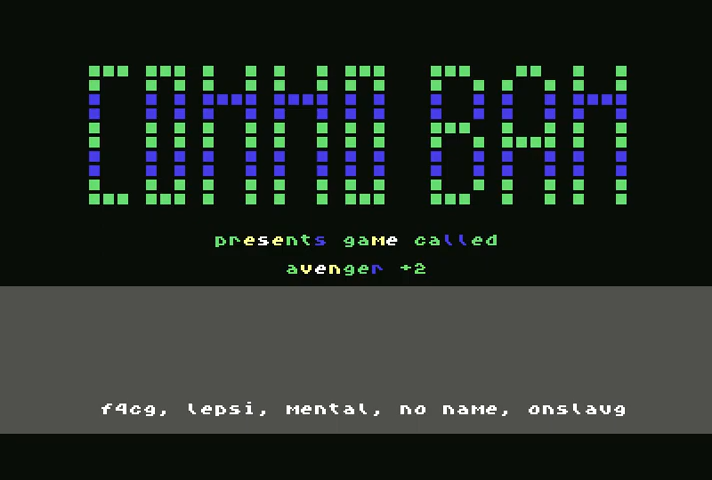 COMMO BAM
presents game called
avenger +2
f4cg, lepsi, mental, no name, onslaug